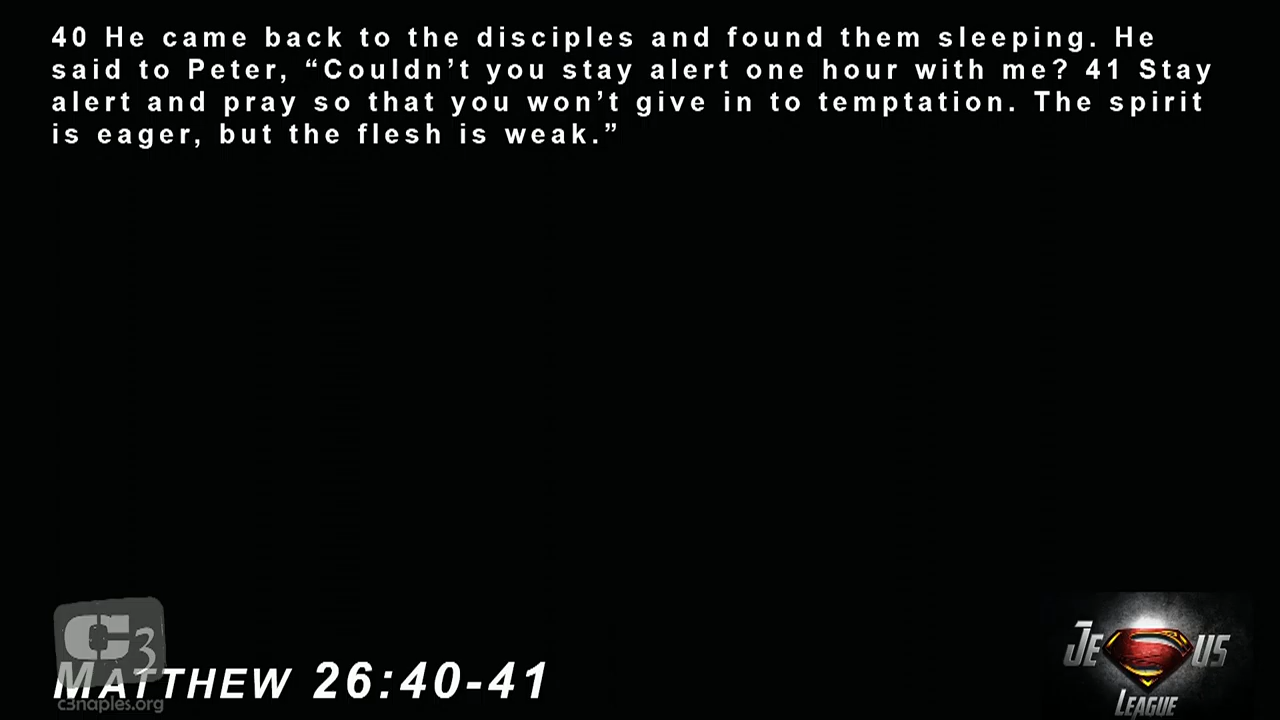 40 He came back to the disciples and found them sleeping. He
said to Peter, “Couldn’t you stay alert one hour with me? 41 Stay
alert and pray so that you won’t give in to temptation. The spirit
is eager, but the flesh is weak.”
C3
MATTHEW 26:40-41
c3naples.org
JESUS
LEAGUE